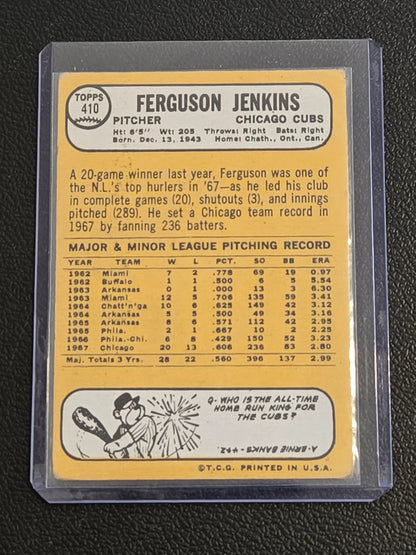 TOPPS
410
FERGUSON JENKINS
PITCHER CHICAGO CUBS
Ht: 6'5" Wt: 205 Throws: Right Bats: Right
Born: Dec. 13, 1943 Home: Chath., Ont., Can.
A 20-game winner last year, Ferguson was one of
the N.L.'s top hurlers in '67—as he led his club
in complete games (20), shutouts (3), and innings
pitched (289). He set a Chicago team record in
1967 by fanning 236 batters.
MAJOR & MINOR LEAGUE PITCHING RECORD
YEAR TEAM W L PCT. SO BB ERA
1962 Miami 7 2 .778 69 19 0.97
1962 Buffalo 1 1 .500 6 5 5.54
1963 Arkansas 0 1 .000 13 3 6.30
1963 Miami 12 5 .706 135 59 3.41
1964 Chatt'n'ga 10 6 .625 149 42 3.12
1964 Arkansas 5 5 .500 49 34 3.16
1965 Arkansas 8 6 .571 112 42 2.95
1965 Phila. 2 1 .667 10 2 2.25
1966 Phila.-Chi. 6 8 .429 150 52 3.23
1967 Chicago 20 13 .606 236 83 2.80
Maj. Totals 3 Yrs. 28 22 .560 396 137 2.99
Q- WHO IS THE ALL-TIME
HOME RUN KING FOR
THE CUBS?
A- ERNIE BANKS - 442.
©T.C.G. PRINTED IN U.S.A.